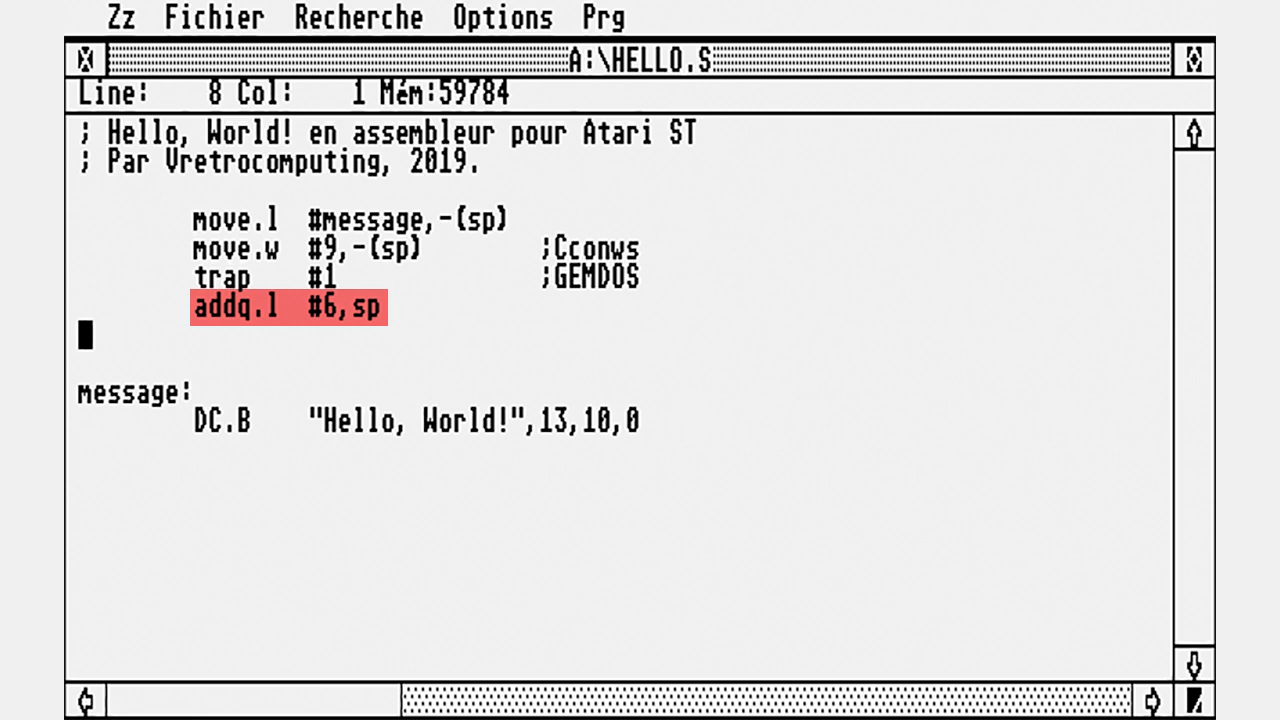 Zz Fichier Recherche Options Prg
A:\HELLO.S
Line: 8 Col: 1 Mém:59784
; Hello, World! en assembleur pour Atari ST
; Par Vretrocomputing, 2019.
move.l #message,-(sp)
move.w #9,-(sp) ;Cconws
trap #1 ;GEMDOS
addq.l #6,sp
message:
DC.B "Hello, World!",13,10,0